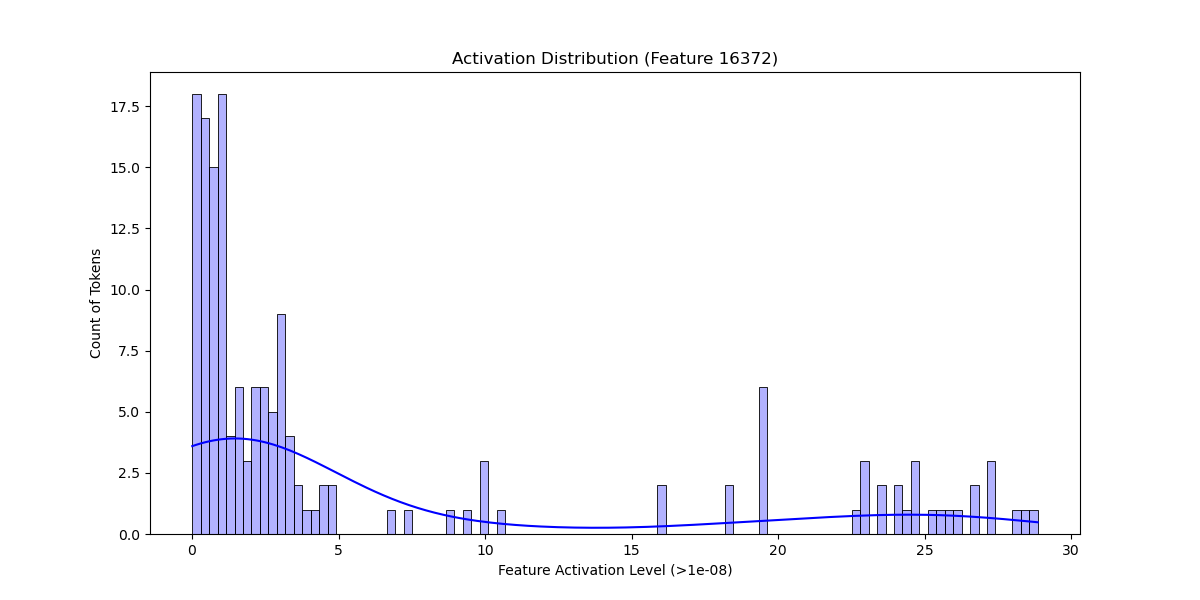 Activation Distribution (Feature 16372)
17.5
15.0
12.5
10.0
7.5
5.0
2.5
0.0
Count of Tokens
0 5 10 15 20 25 30
Feature Activation Level (>1e-08)